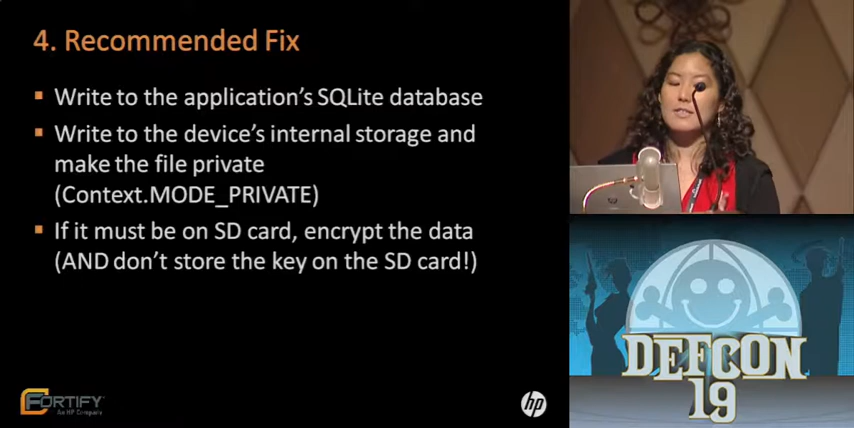 4. Recommended Fix
▪ Write to the application's SQLite database
▪ Write to the device's internal storage and
make the file private
(Context.MODE_PRIVATE)
▪ If it must be on SD card, encrypt the data
(AND don't store the key on the SD card!)
FORTIFY
An HP Company
hp
DEFCON
19